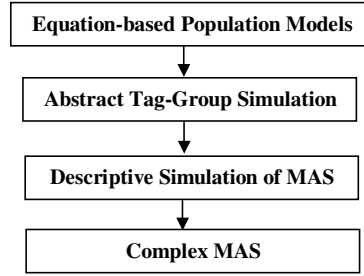 Equation-based Population Models
Abstract Tag-Group Simulation
Descriptive Simulation of MAS
Complex MAS